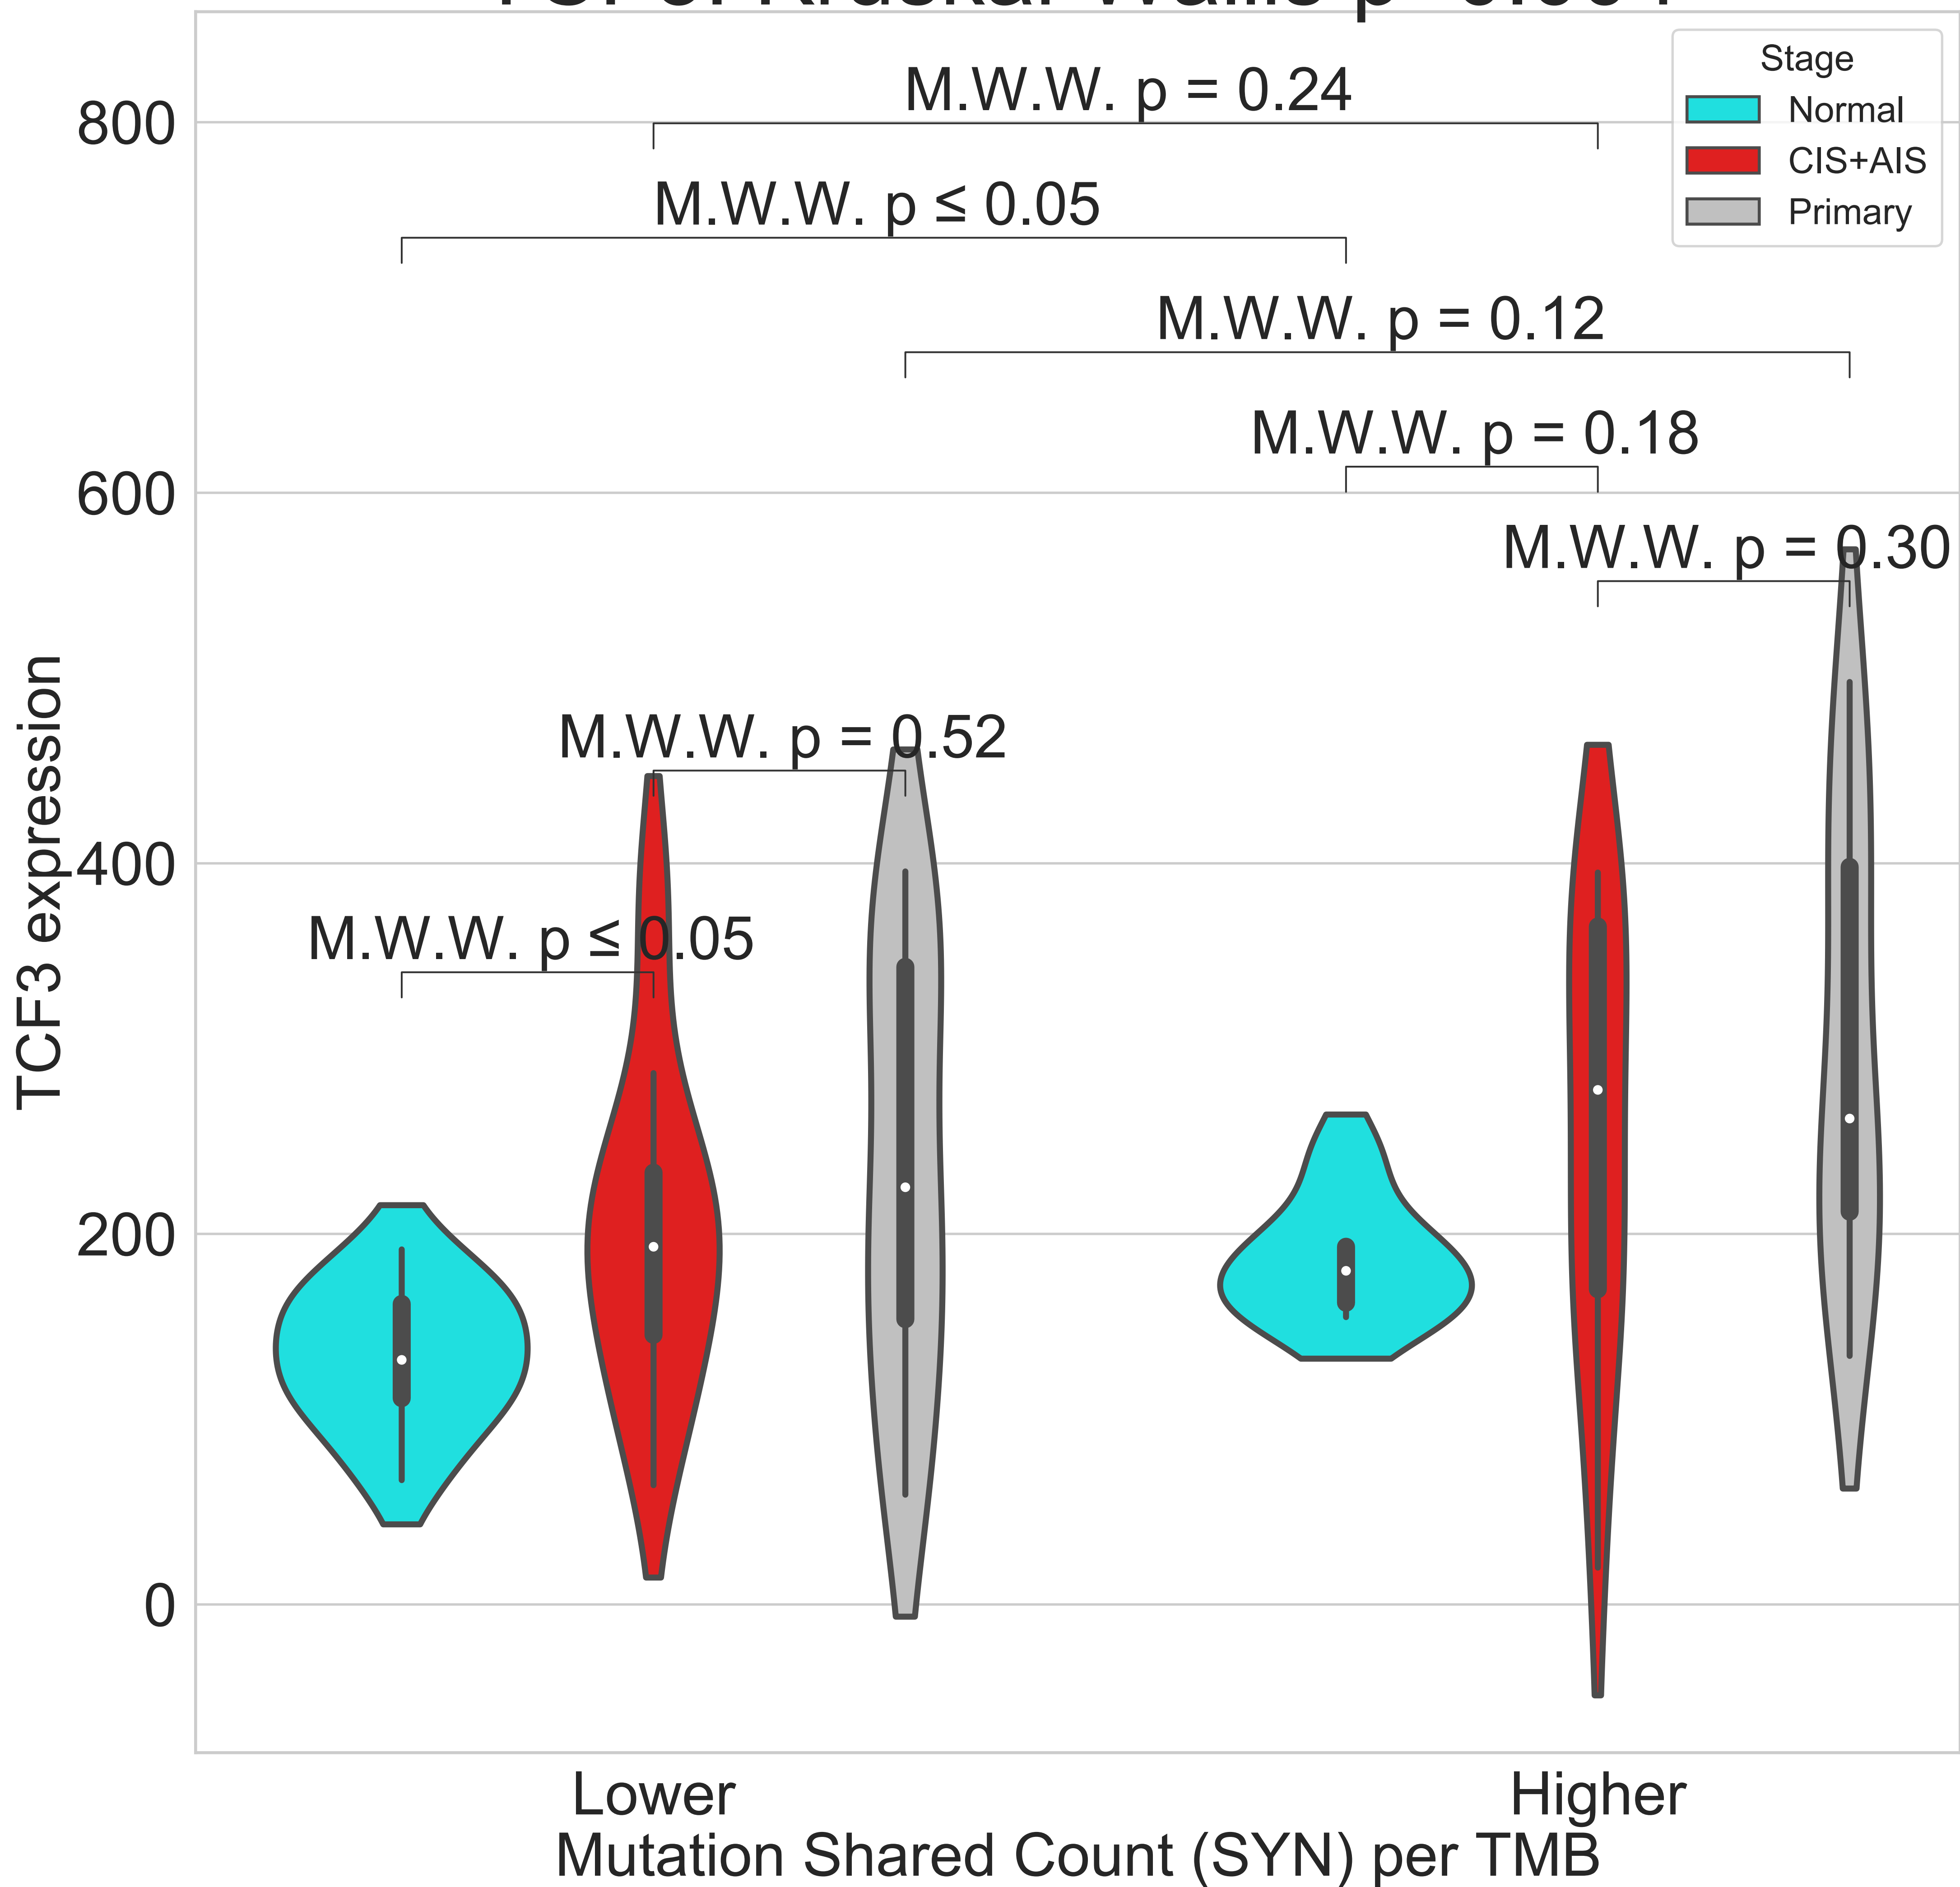 Stage
Normal
CIS+AIS
Primary
M.W.W. p = 0.24
M.W.W. p ≤ 0.05
M.W.W. p = 0.12
M.W.W. p = 0.18
M.W.W. p = 0.30
M.W.W. p = 0.52
M.W.W. p ≤ 0.05
800
600
400
200
0
TCF3 expression
Lower
Higher
Mutation Shared Count (SYN) per TMB